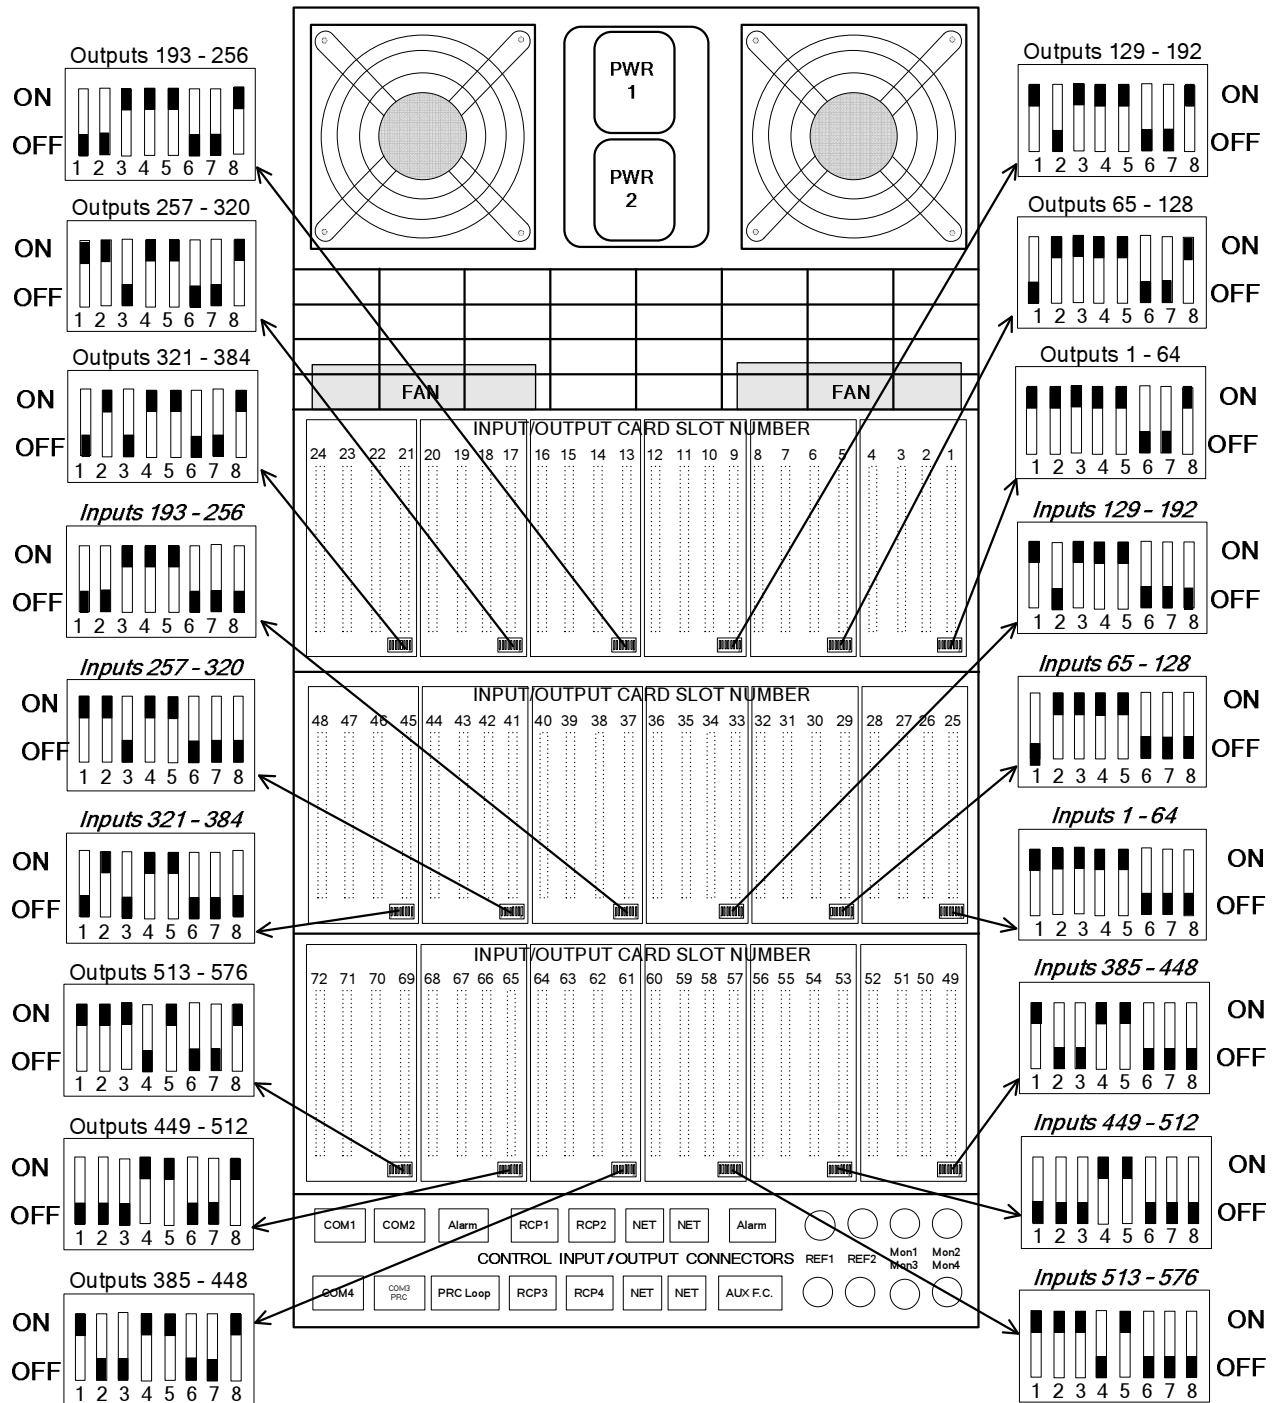 Outputs 193 - 256
ON
OFF
1 2 3 4 5 6 7 8
Outputs 257 - 320
ON
OFF
1 2 3 4 5 6 7 8
Outputs 321 - 384
ON
OFF
1 2 3 4 5 6 7 8
Inputs 193 - 256
ON
OFF
1 2 3 4 5 6 7 8
Inputs 257 - 320
ON
OFF
1 2 3 4 5 6 7 8
Inputs 321 - 384
ON
OFF
1 2 3 4 5 6 7 8
Outputs 513 - 576
ON
OFF
1 2 3 4 5 6 7 8
Outputs 449 - 512
ON
OFF
1 2 3 4 5 6 7 8
Outputs 385 - 448
ON
OFF
1 2 3 4 5 6 7 8
PWR
1
PWR
2
FAN FAN
INPUT/OUTPUT CARD SLOT NUMBER
24 23 22 21 20 19 18 17 16 15 14 13 12 11 10 9 8 7 6 5 4 3 2 1
INPUT/OUTPUT CARD SLOT NUMBER
48 47 46 45 44 43 42 41 40 39 38 37 36 35 34 33 32 31 30 29 28 27 26 25
INPUT/OUTPUT CARD SLOT NUMBER
72 71 70 69 68 67 66 65 64 63 62 61 60 59 58 57 56 55 54 53 52 51 50 49
COM1 COM2 Alarm RCP1 RCP2 NET NET Alarm
CONTROL INPUT/OUTPUT CONNECTORS REF1 REF2
Mon1 Mon2
Mon3 Mon4
COM4 COM3 PRC PRC Loop RCP3 RCP4 NET NET AUX F.C.
Outputs 129 - 192
ON
OFF
1 2 3 4 5 6 7 8
Outputs 65 - 128
ON
OFF
1 2 3 4 5 6 7 8
Outputs 1 - 64
ON
OFF
1 2 3 4 5 6 7 8
Inputs 129 - 192
ON
OFF
1 2 3 4 5 6 7 8
Inputs 65 - 128
ON
OFF
1 2 3 4 5 6 7 8
Inputs 1 - 64
ON
OFF
1 2 3 4 5 6 7 8
Inputs 385 - 448
ON
OFF
1 2 3 4 5 6 7 8
Inputs 449 - 512
ON
OFF
1 2 3 4 5 6 7 8
Inputs 513 - 576
ON
OFF
1 2 3 4 5 6 7 8